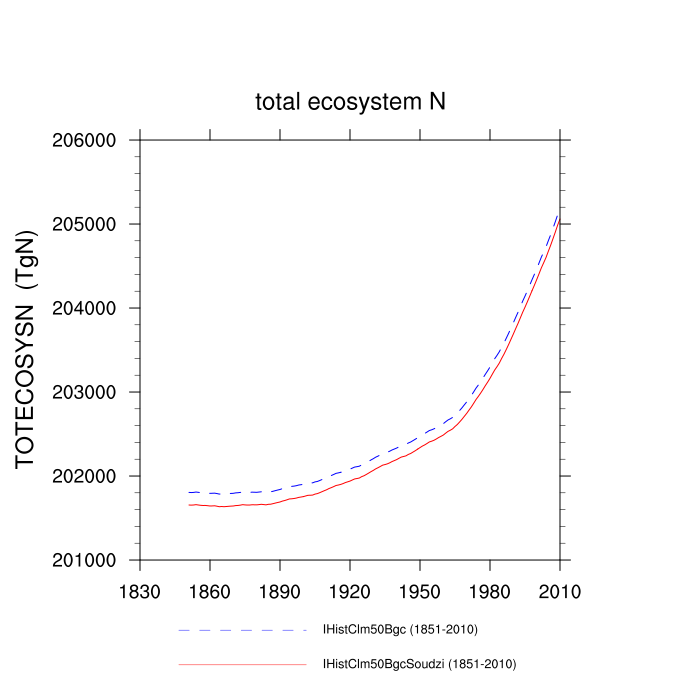 total ecosystem N
206000
205000
204000
203000
202000
201000
TOTECOSYSN (TgN)
1830 1860 1890 1920 1950 1980 2010
IHistClm50Bgc (1851-2010)
IHistClm50BgcSoudzi (1851-2010)